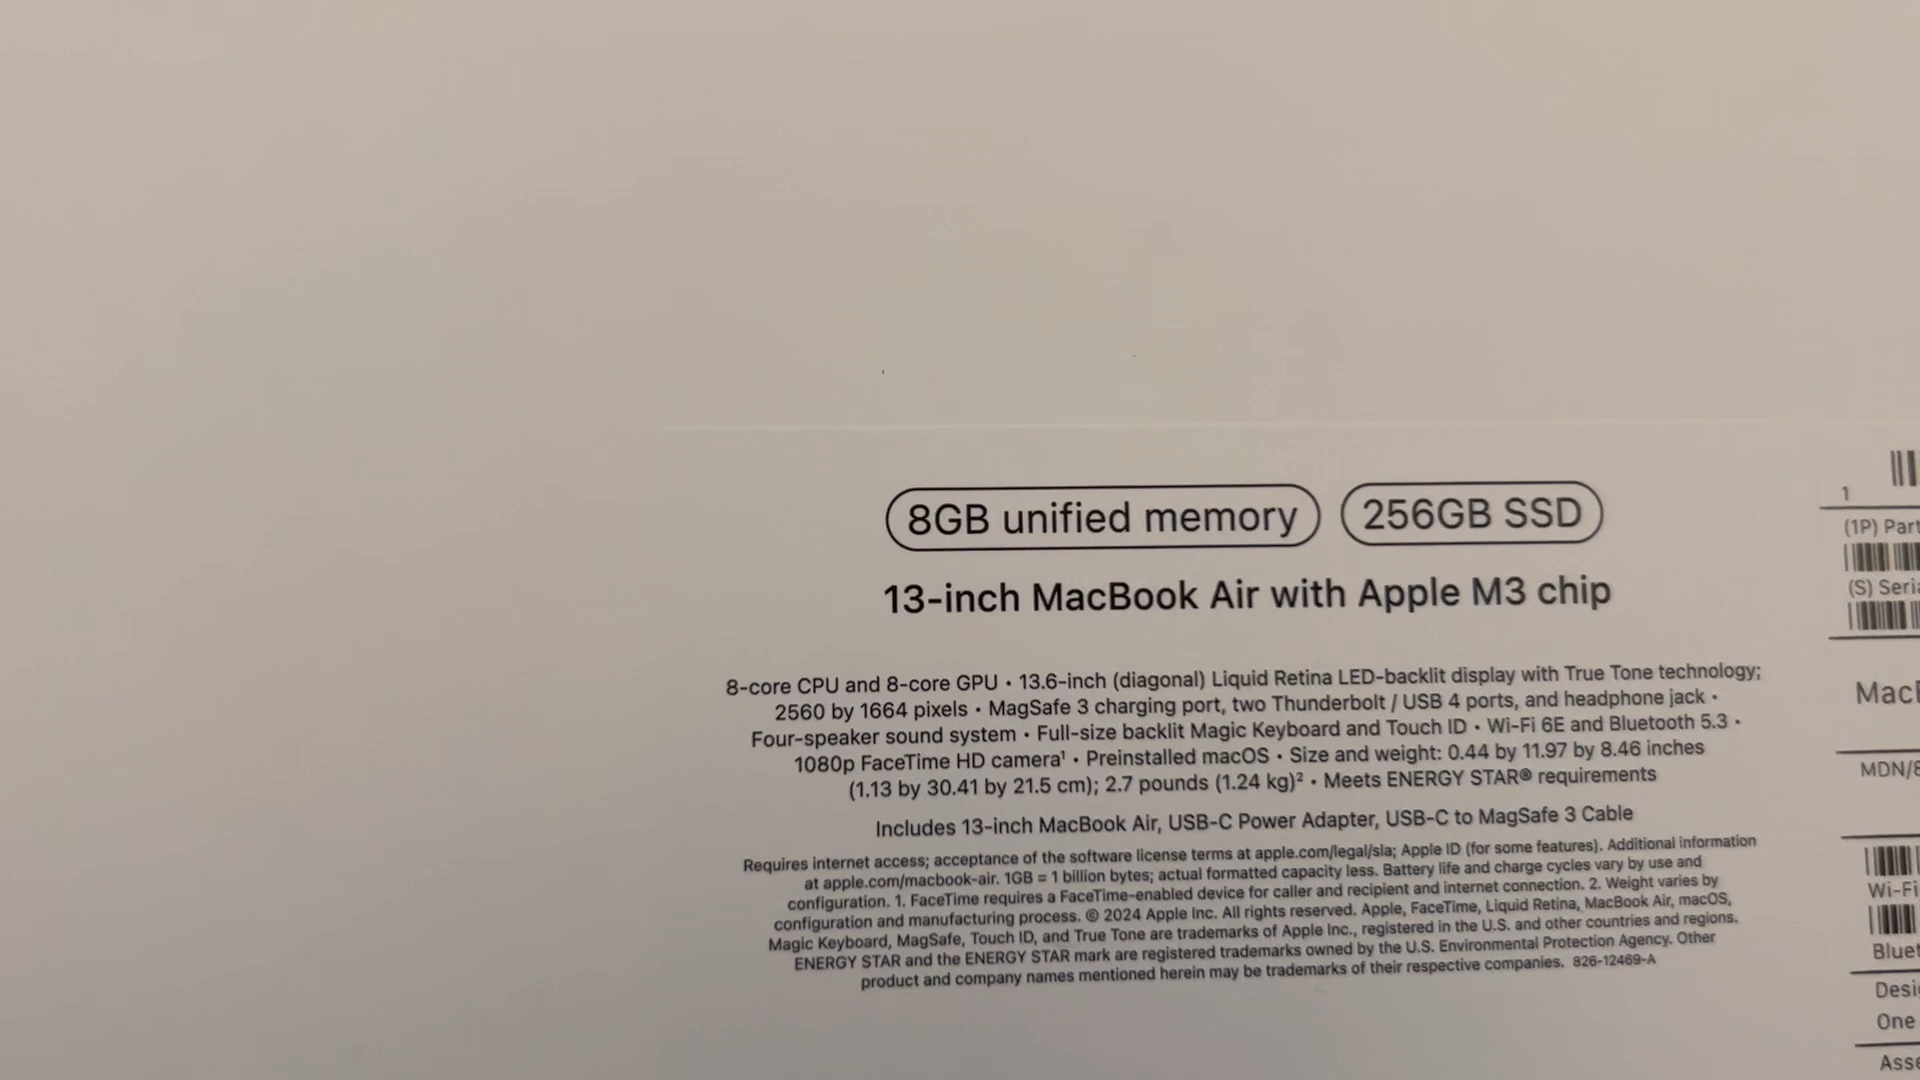 8GB unified memory
256GB SSD
13-inch MacBook Air with Apple M3 chip
8-core CPU and 8-core GPU • 13.6-inch (diagonal) Liquid Retina LED-backlit display with True Tone technology;
2560 by 1664 pixels • MagSafe 3 charging port, two Thunderbolt / USB 4 ports, and headphone jack •
Four-speaker sound system • Full-size backlit Magic Keyboard and Touch ID • Wi-Fi 6E and Bluetooth 5.3 •
1080p FaceTime HD camera¹ • Preinstalled macOS • Size and weight: 0.44 by 11.97 by 8.46 inches
(1.13 by 30.41 by 21.5 cm); 2.7 pounds (1.24 kg)² • Meets ENERGY STAR® requirements
Includes 13-inch MacBook Air, USB-C Power Adapter, USB-C to MagSafe 3 Cable
Requires internet access; acceptance of the software license terms at apple.com/legal/sla; Apple ID (for some features). Additional information
at apple.com/macbook-air. 1GB = 1 billion bytes; actual formatted capacity less. Battery life and charge cycles vary by use and
configuration. 1. FaceTime requires a FaceTime-enabled device for caller and recipient and internet connection. 2. Weight varies by
configuration and manufacturing process. © 2024 Apple Inc. All rights reserved. Apple, FaceTime, Liquid Retina, MacBook Air, macOS,
Magic Keyboard, MagSafe, Touch ID, and True Tone are trademarks of Apple Inc., registered in the U.S. and other countries and regions.
ENERGY STAR and the ENERGY STAR mark are registered trademarks owned by the U.S. Environmental Protection Agency. Other
product and company names mentioned herein may be trademarks of their respective companies. 826-12469-A
1
(1P) Part
(S)
Wi-Fi
One